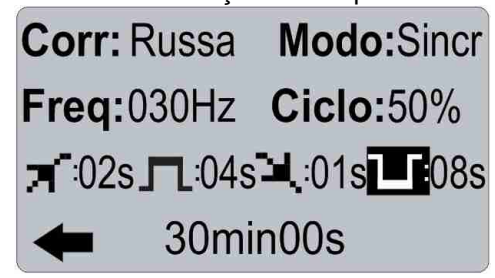 Corr: Russa Modo:Sincr
Freq:030Hz Ciclo:50%
:02s :04s :01s :08s
30min00s